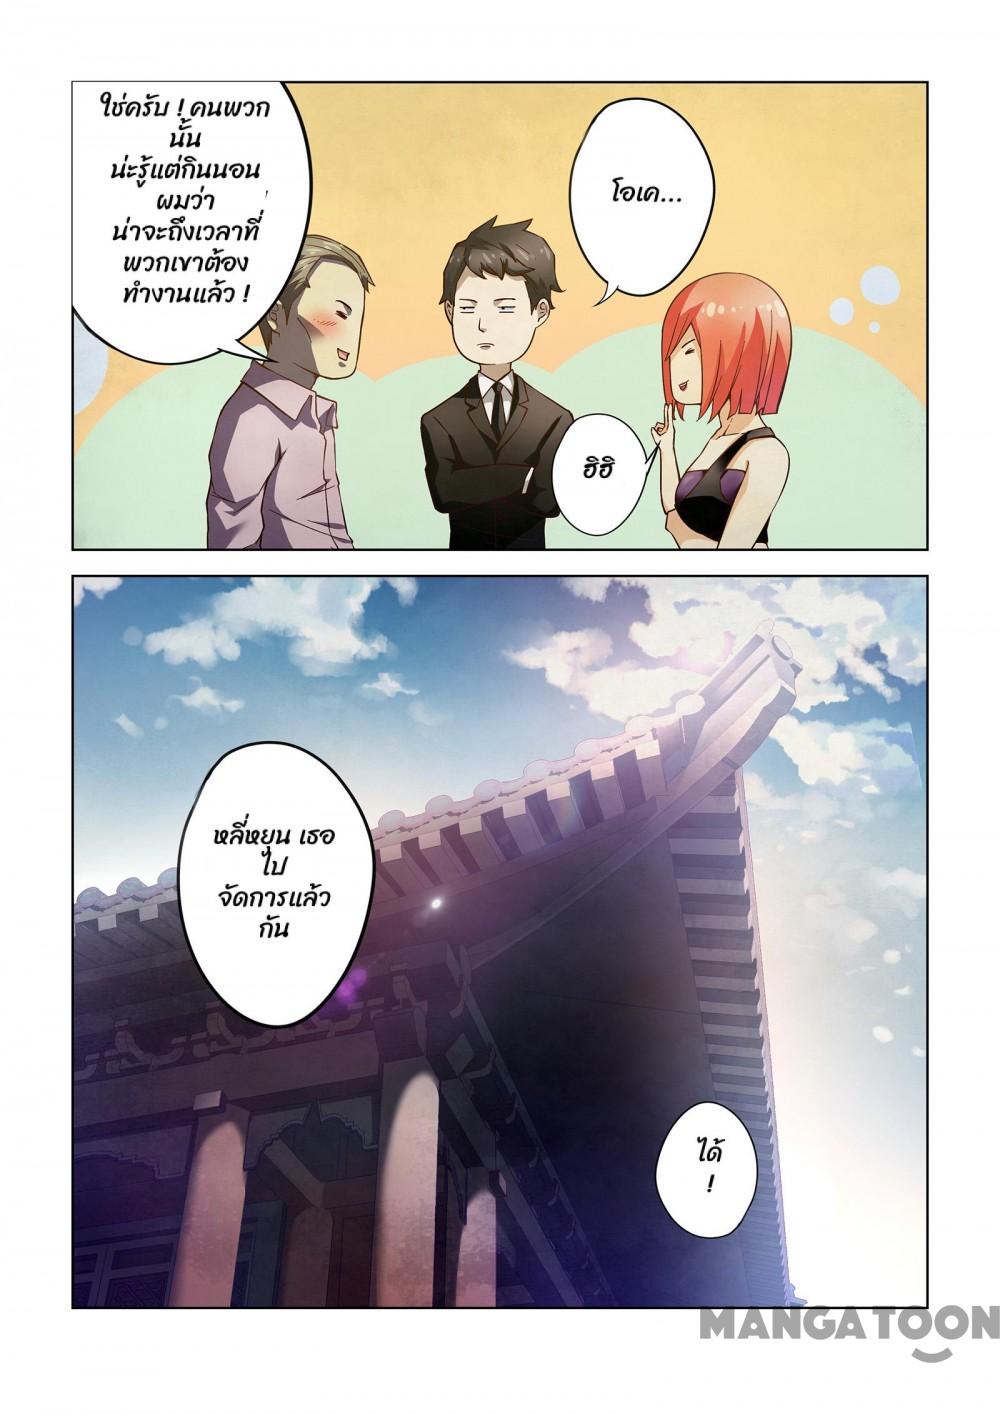 ใช่ครับ ! คนพวก
นั้น
น่ะรู้แต่กินนอน
ผมว่า
น่าจะถึงเวลาที่
พวกเขาต้อง
ทำงานแล้ว !
โอเค...
ฮิฮิ
หลี่หยุน เธอ
ไป
จัดการแล้ว
กัน
ได้
!
MANGATOON